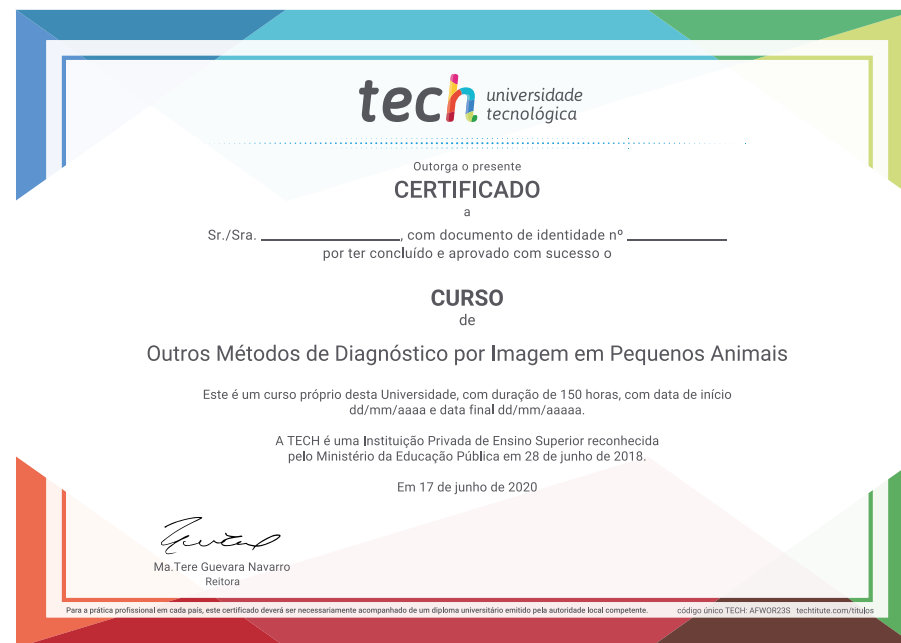 tech universidade
tecnológica
Outorga o presente
CERTIFICADO
a
Sr./Sra. ____________________, com documento de identidade nº ______________
por ter concluído e aprovado com sucesso o
CURSO
de
Outros Métodos de Diagnóstico por Imagem em Pequenos Animais
Este é um curso próprio desta Universidade, com duração de 150 horas, com data de início
dd/mm/aaaa e data final dd/mm/aaaaa.
A TECH é uma Instituição Privada de Ensino Superior reconhecida
pelo Ministério da Educação Pública em 28 de junho de 2018.
Em 17 de junho de 2020
Ma.Tere Guevara Navarro
Reitora
Para a prática profissional em cada país, este certificado deverá ser necessariamente acompanhado de um diploma universitário emitido pela autoridade local competente. código único TECH: AFWOR23S techtitute.com/titulos